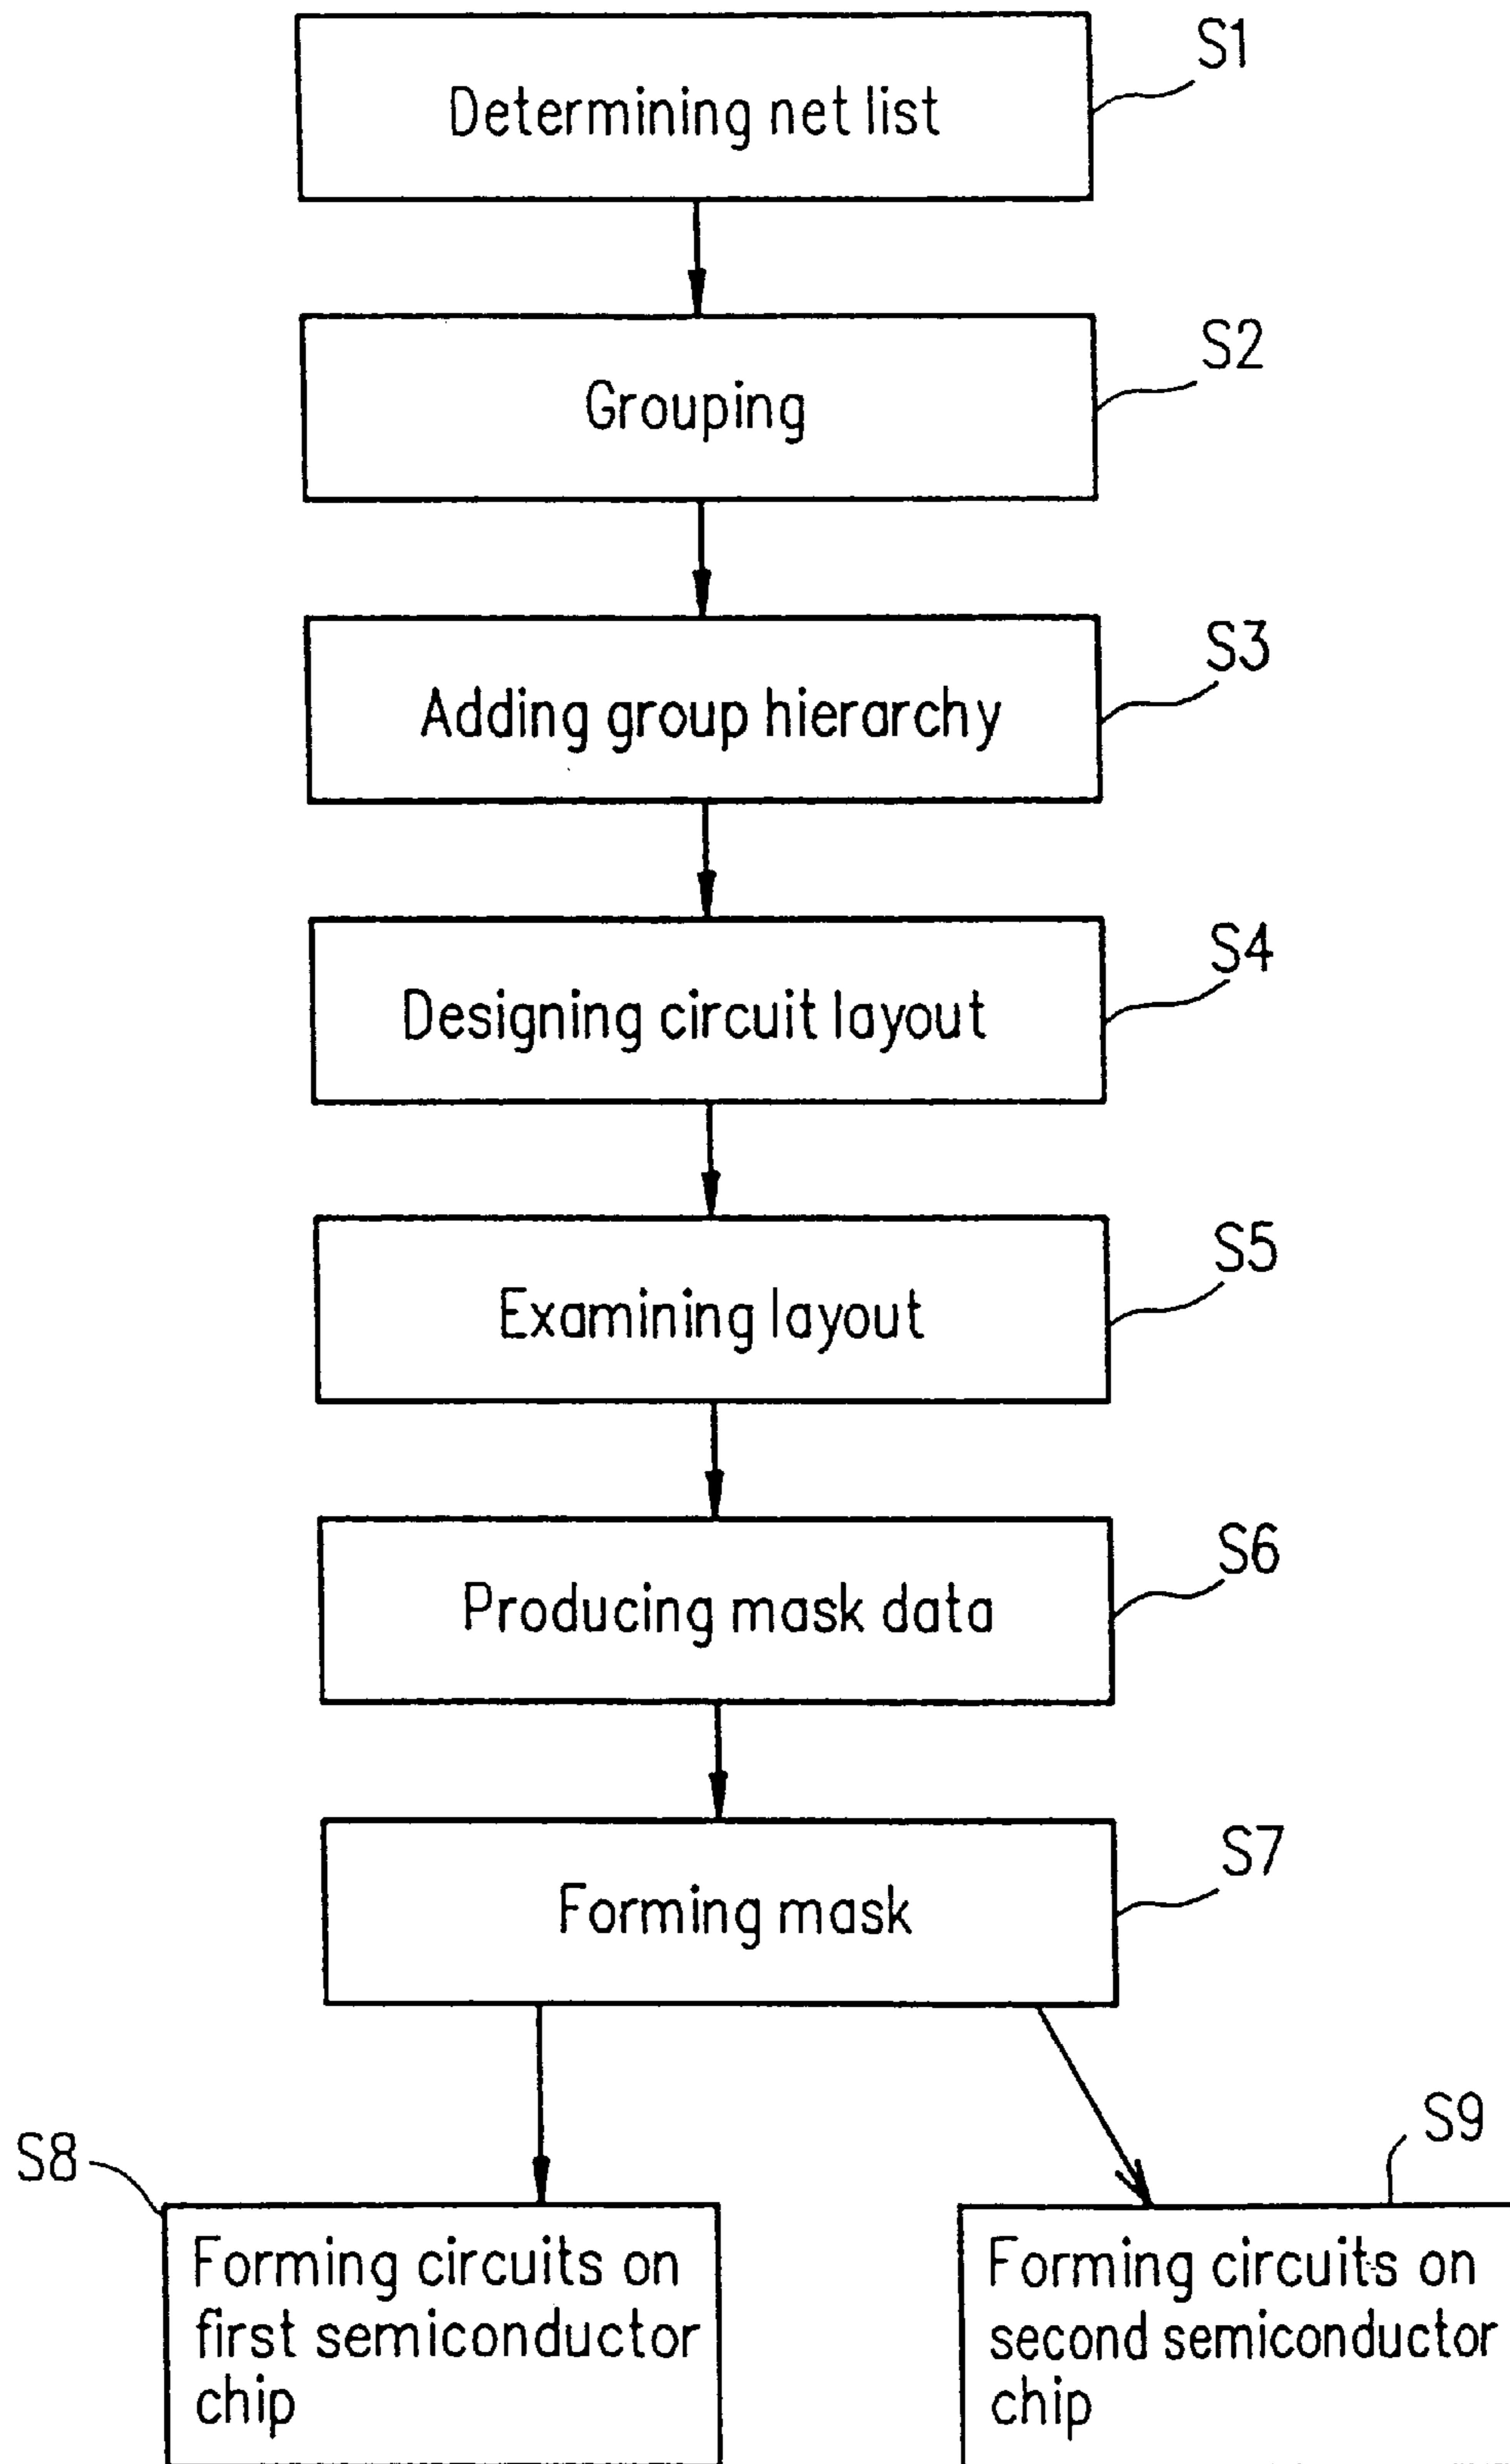 S1
Determining net list
S2
Grouping
S3
Adding group hierarchy
S4
Designing circuit layout
S5
Examining layout
S6
Producing mask data
S7
Forming mask
S8
Forming circuits on
first semiconductor
chip
S9
Forming circuits on
second semiconductor
chip